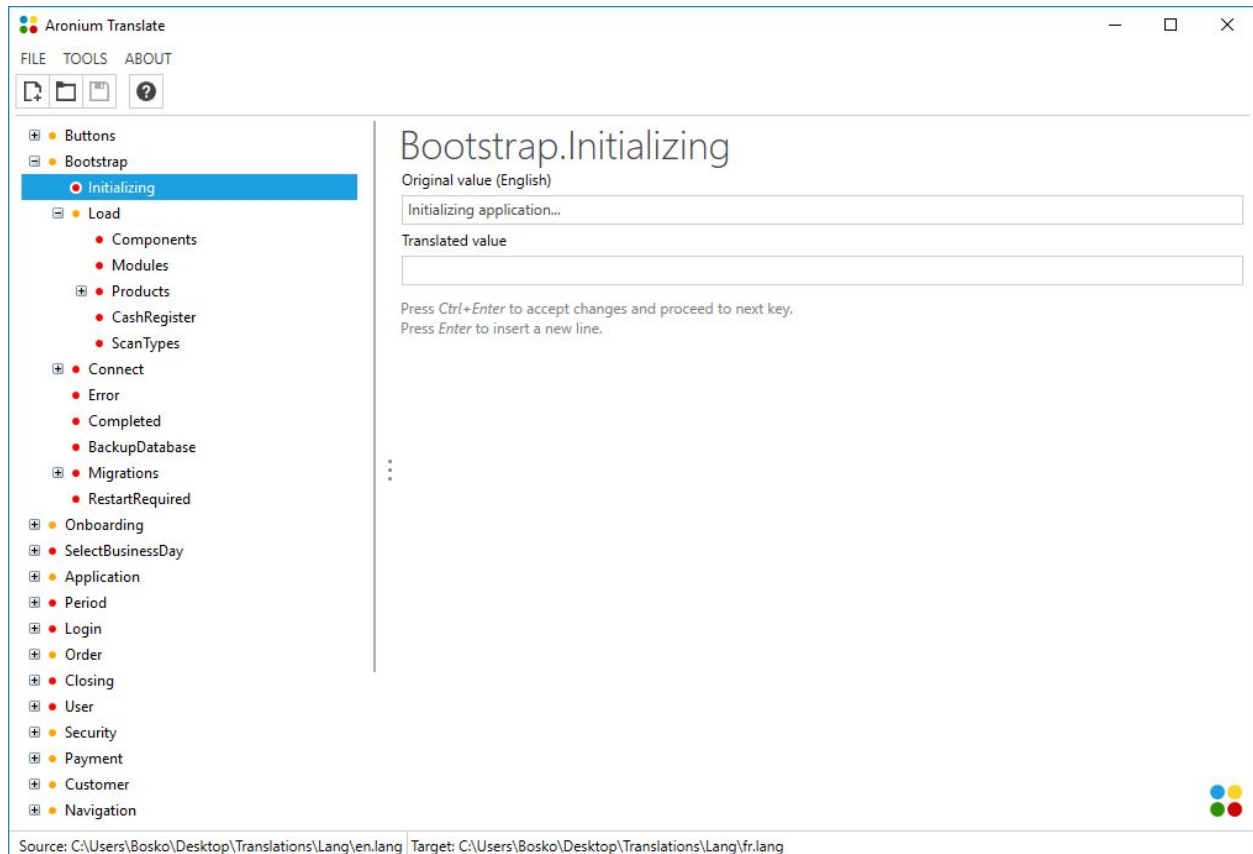 Aronium Translate
FILE TOOLS ABOUT
Buttons
Bootstrap
Initializing
Load
Components
Modules
Products
CashRegister
ScanTypes
Connect
Error
Completed
BackupDatabase
Migrations
RestartRequired
Onboarding
SelectBusinessDay
Application
Period
Login
Order
Closing
User
Security
Payment
Customer
Navigation
Bootstrap.Initializing
Original value (English)
Initializing application...
Translated value
Press Ctrl+Enter to accept changes and proceed to next key.
Press Enter to insert a new line.
Source: C:\Users\Bosko\Desktop\Translations\Lang\en.lang Target: C:\Users\Bosko\Desktop\Translations\Lang\fr.lang